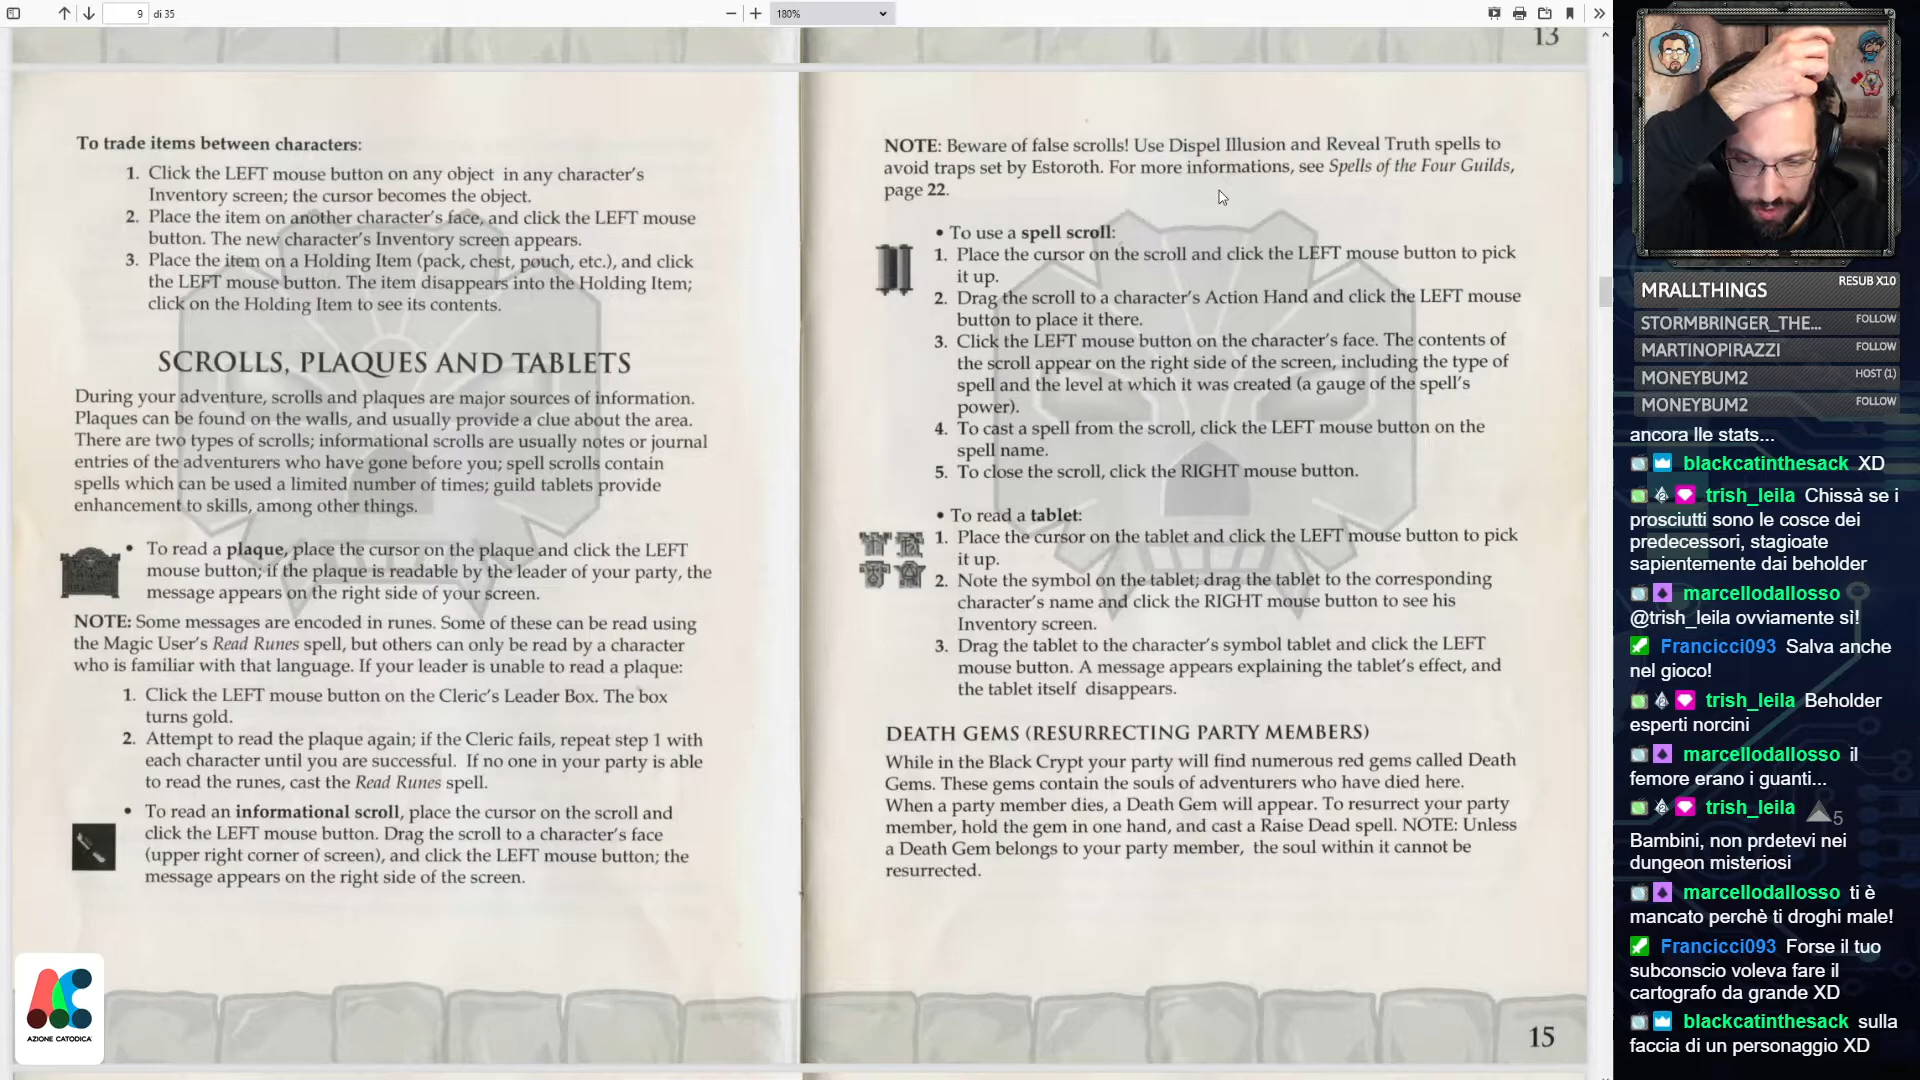 9
di 35
180%
13
To trade items between characters:
1. Click the LEFT mouse button on any object in any character's
Inventory screen; the cursor becomes the object.
2. Place the item on another character's face, and click the LEFT mouse
button. The new character's Inventory screen appears.
3. Place the item on a Holding Item (pack, chest, pouch, etc.), and click
the LEFT mouse button. The item disappears into the Holding Item;
click on the Holding Item to see its contents.
SCROLLS, PLAQUES AND TABLETS
During your adventure, scrolls and plaques are major sources of information.
Plaques can be found on the walls, and usually provide a clue about the area.
There are two types of scrolls; informational scrolls are usually notes or journal
entries of the adventurers who have gone before you; spell scrolls contain
spells which can be used a limited number of times; guild tablets provide
enhancement to skills, among other things.
• To read a plaque, place the cursor on the plaque and click the LEFT
mouse button; if the plaque is readable by the leader of your party, the
message appears on the right side of your screen.
NOTE: Some messages are encoded in runes. Some of these can be read using
the Magic User's Read Runes spell, but others can only be read by a character
who is familiar with that language. If your leader is unable to read a plaque:
1. Click the LEFT mouse button on the Cleric's Leader Box. The box
turns gold.
2. Attempt to read the plaque again; if the Cleric fails, repeat step 1 with
each character until you are successful. If no one in your party is able
to read the runes, cast the Read Runes spell.
• To read an informational scroll, place the cursor on the scroll and
click the LEFT mouse button. Drag the scroll to a character's face
(upper right corner of screen), and click the LEFT mouse button; the
message appears on the right side of the screen.
AZIONE CATODICA
NOTE: Beware of false scrolls! Use Dispel Illusion and Reveal Truth spells to
avoid traps set by Estoroth. For more informations, see Spells of the Four Guilds,
page 22.
• To use a spell scroll:
1. Place the cursor on the scroll and click the LEFT mouse button to pick
it up.
2. Drag the scroll to a character's Action Hand and click the LEFT mouse
button to place it there.
3. Click the LEFT mouse button on the character's face. The contents of
the scroll appear on the right side of the screen, including the type of
spell and the level at which it was created (a gauge of the spell's
power).
4. To cast a spell from the scroll, click the LEFT mouse button on the
spell name.
5. To close the scroll, click the RIGHT mouse button.
• To read a tablet:
1. Place the cursor on the tablet and click the LEFT mouse button to pick
it up.
2. Note the symbol on the tablet; drag the tablet to the corresponding
character's name and click the RIGHT mouse button to see his
Inventory screen.
3. Drag the tablet to the character's symbol tablet and click the LEFT
mouse button. A message appears explaining the tablet's effect, and
the tablet itself disappears.
DEATH GEMS (RESURRECTING PARTY MEMBERS)
While in the Black Crypt your party will find numerous red gems called Death
Gems. These gems contain the souls of adventurers who have died here.
When a party member dies, a Death Gem will appear. To resurrect your party
member, hold the gem in one hand, and cast a Raise Dead spell. NOTE: Unless
a Death Gem belongs to your party member, the soul within it cannot be
resurrected.
15
MRALLTHINGS RESUB X10
STORMBRINGER_THE... FOLLOW
MARTINOPIRAZZI FOLLOW
MONEYBUM2 HOST (1)
MONEYBUM2 FOLLOW
ancora lle stats...
blackcatinthesack XD
trish_leila Chissà se i
prosciutti sono le cosce dei
predecessori, stagioate
sapientemente dai beholder
marcellodallosso
@trish_leila ovviamente sì!
Francicci093 Salva anche
nel gioco!
trish_leila Beholder
esperti norcini
marcellodallosso il
femore erano i guanti...
trish_leila 5
Bambini, non prdetevi nei
dungeon misteriosi
marcellodallosso ti è
mancato perchè ti droghi male!
Francicci093 Forse il tuo
subconscio voleva fare il
cartografo da grande XD
blackcatinthesack sulla
faccia di un personaggio XD